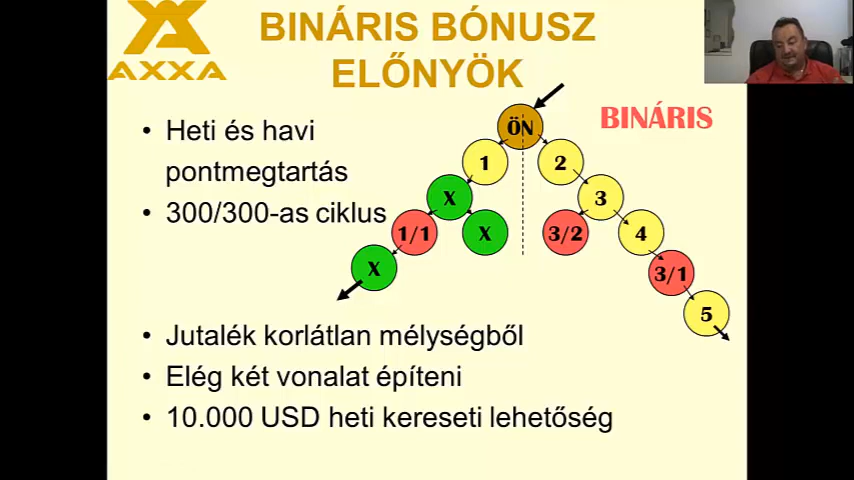 BINÁRIS BÓNUSZ
ELŐNYÖK
AXXA
BINÁRIS
• Heti és havi
pontmegtartás
• 300/300-as ciklus
ÖN
1
2
X
3
1/1
X
3/2
4
X
3/1
5
• Jutalék korlátlan mélységből
• Elég két vonalat építeni
• 10.000 USD heti kereseti lehetőség